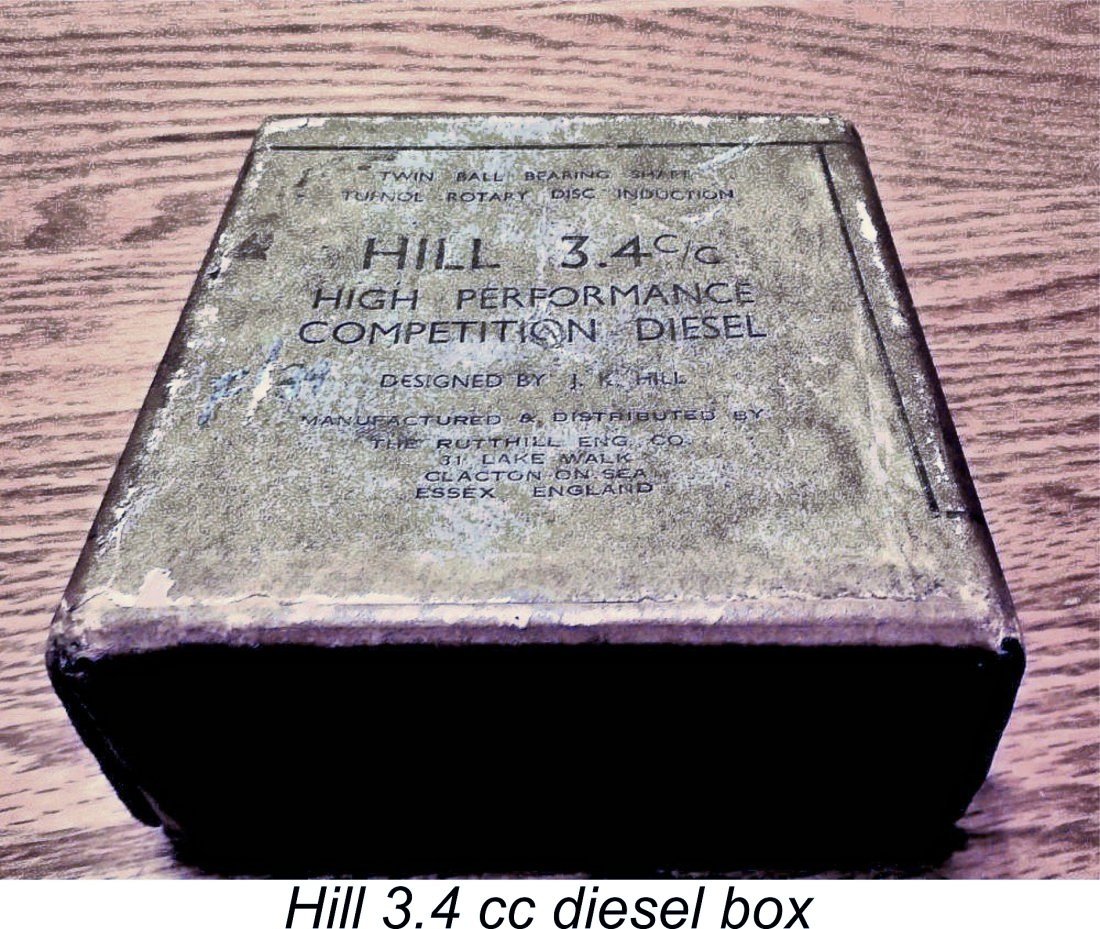 TWIN BALL BEARING SHAFT
TUFNOL ROTARY DISC INDUCTION
HILL 3.4 c/c
HIGH PERFORMANCE
COMPETITION DIESEL
DESIGNED BY J. K. HILL
MANUFACTURED & DISTRIBUTED BY
THE RUTTHILL ENG. CO.
31, LAKE WALK
CLACTON ON SEA
ESSEX ENGLAND
Hill 3.4 cc diesel box